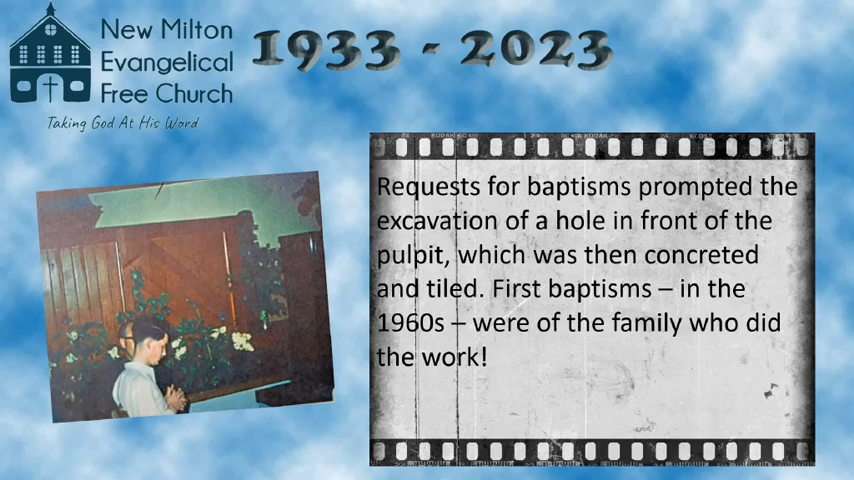 New Milton
Evangelical
Free Church
Taking God At His Word
1933 - 2023
Requests for baptisms prompted the
excavation of a hole in front of the
pulpit, which was then concreted
and tiled. First baptisms – in the
1960s – were of the family who did
the work!